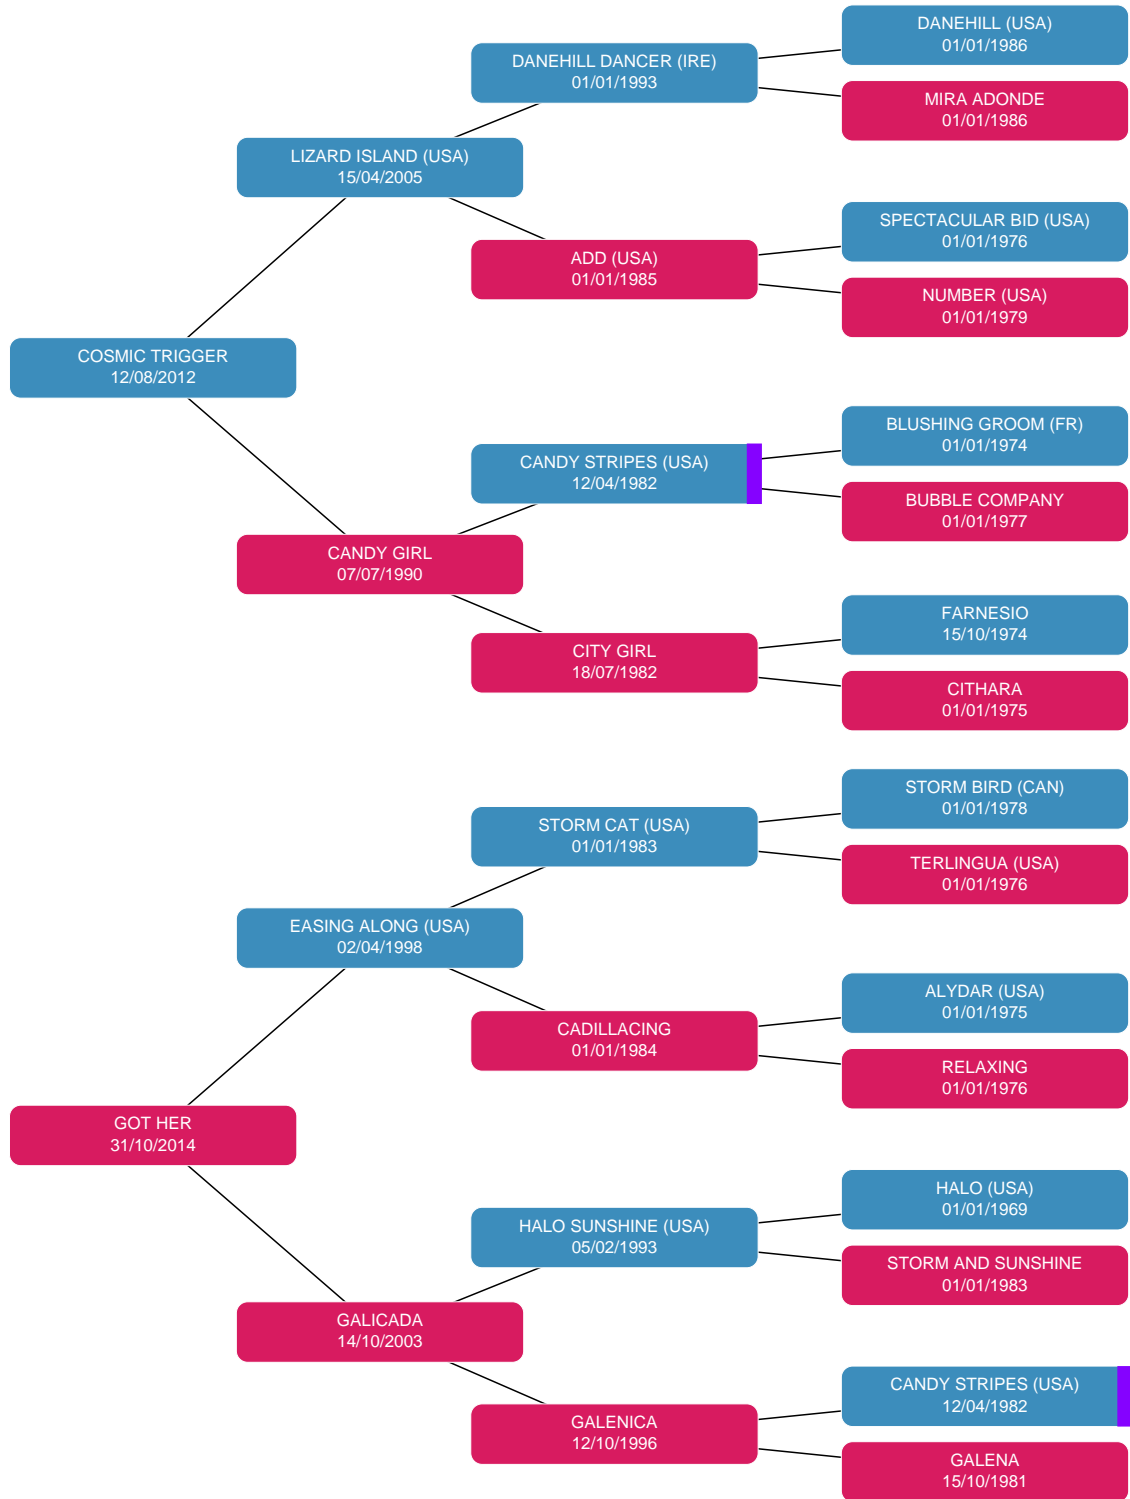 DANEHILL (USA)
01/01/1986
DANEHILL DANCER (IRE)
01/01/1993
MIRA ADONDE
01/01/1986
LIZARD ISLAND (USA)
15/04/2005
SPECTACULAR BID (USA)
01/01/1976
ADD (USA)
01/01/1985
NUMBER (USA)
01/01/1979
COSMIC TRIGGER
12/08/2012
BLUSHING GROOM (FR)
01/01/1974
CANDY STRIPES (USA)
12/04/1982
BUBBLE COMPANY
01/01/1977
CANDY GIRL
07/07/1990
FARNESIO
15/10/1974
CITY GIRL
18/07/1982
CITHARA
01/01/1975
STORM BIRD (CAN)
01/01/1978
STORM CAT (USA)
01/01/1983
TERLINGUA (USA)
01/01/1976
EASING ALONG (USA)
02/04/1998
ALYDAR (USA)
01/01/1975
CADILLACING
01/01/1984
RELAXING
01/01/1976
GOT HER
31/10/2014
HALO (USA)
01/01/1969
HALO SUNSHINE (USA)
05/02/1993
STORM AND SUNSHINE
01/01/1983
GALICADA
14/10/2003
CANDY STRIPES (USA)
12/04/1982
GALENICA
12/10/1996
GALENA
15/10/1981